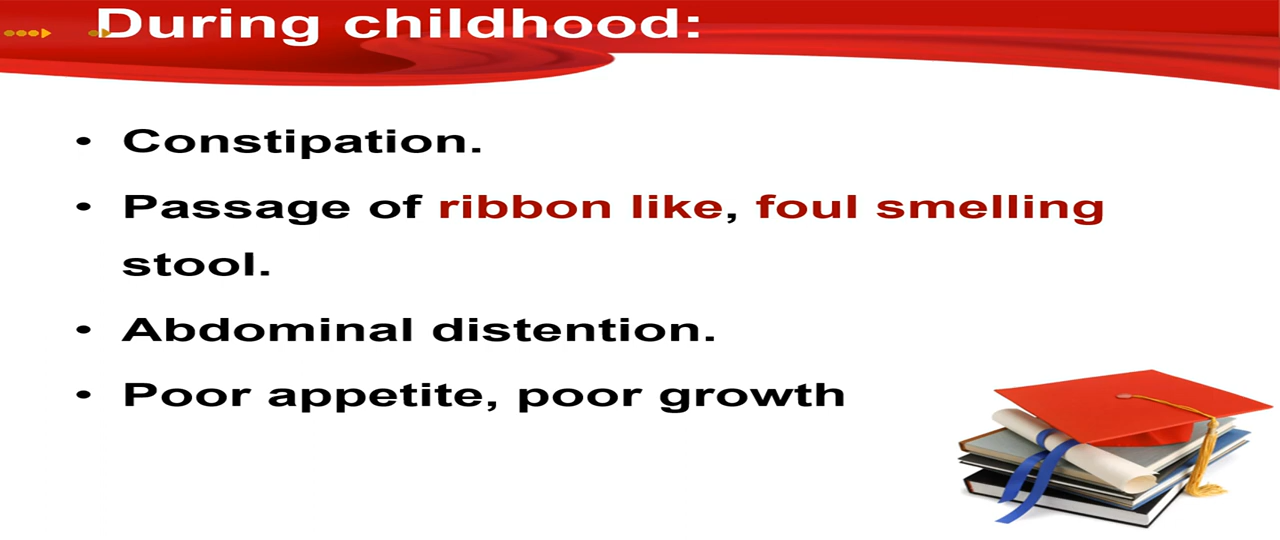 During childhood:
• Constipation.
• Passage of ribbon like, foul smelling
stool.
• Abdominal distention.
• Poor appetite, poor growth